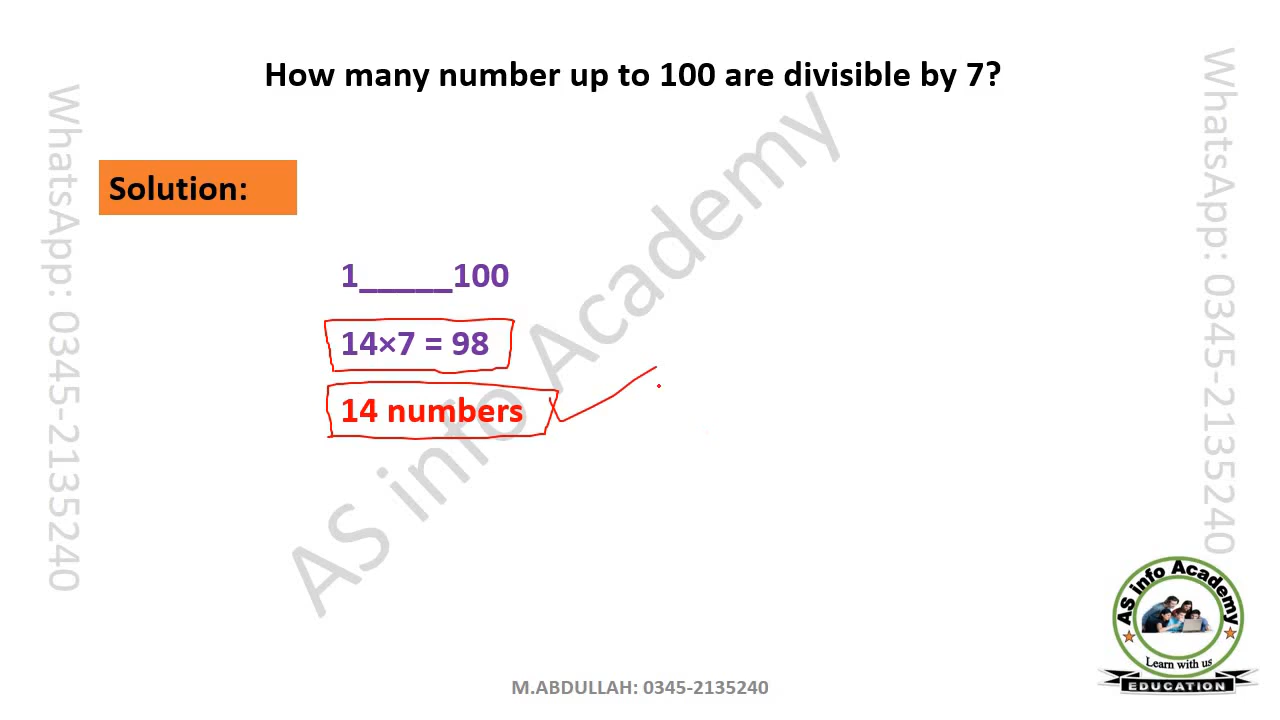 How many number up to 100 are divisible by 7?
WhatsApp: 0345-2135240
WhatsApp: 0345-2135240
Solution:
1_____100
14×7 = 98
14 numbers
AS info Academy
AS info Academy
Learn with us
EDUCATION
M.ABDULLAH: 0345-2135240